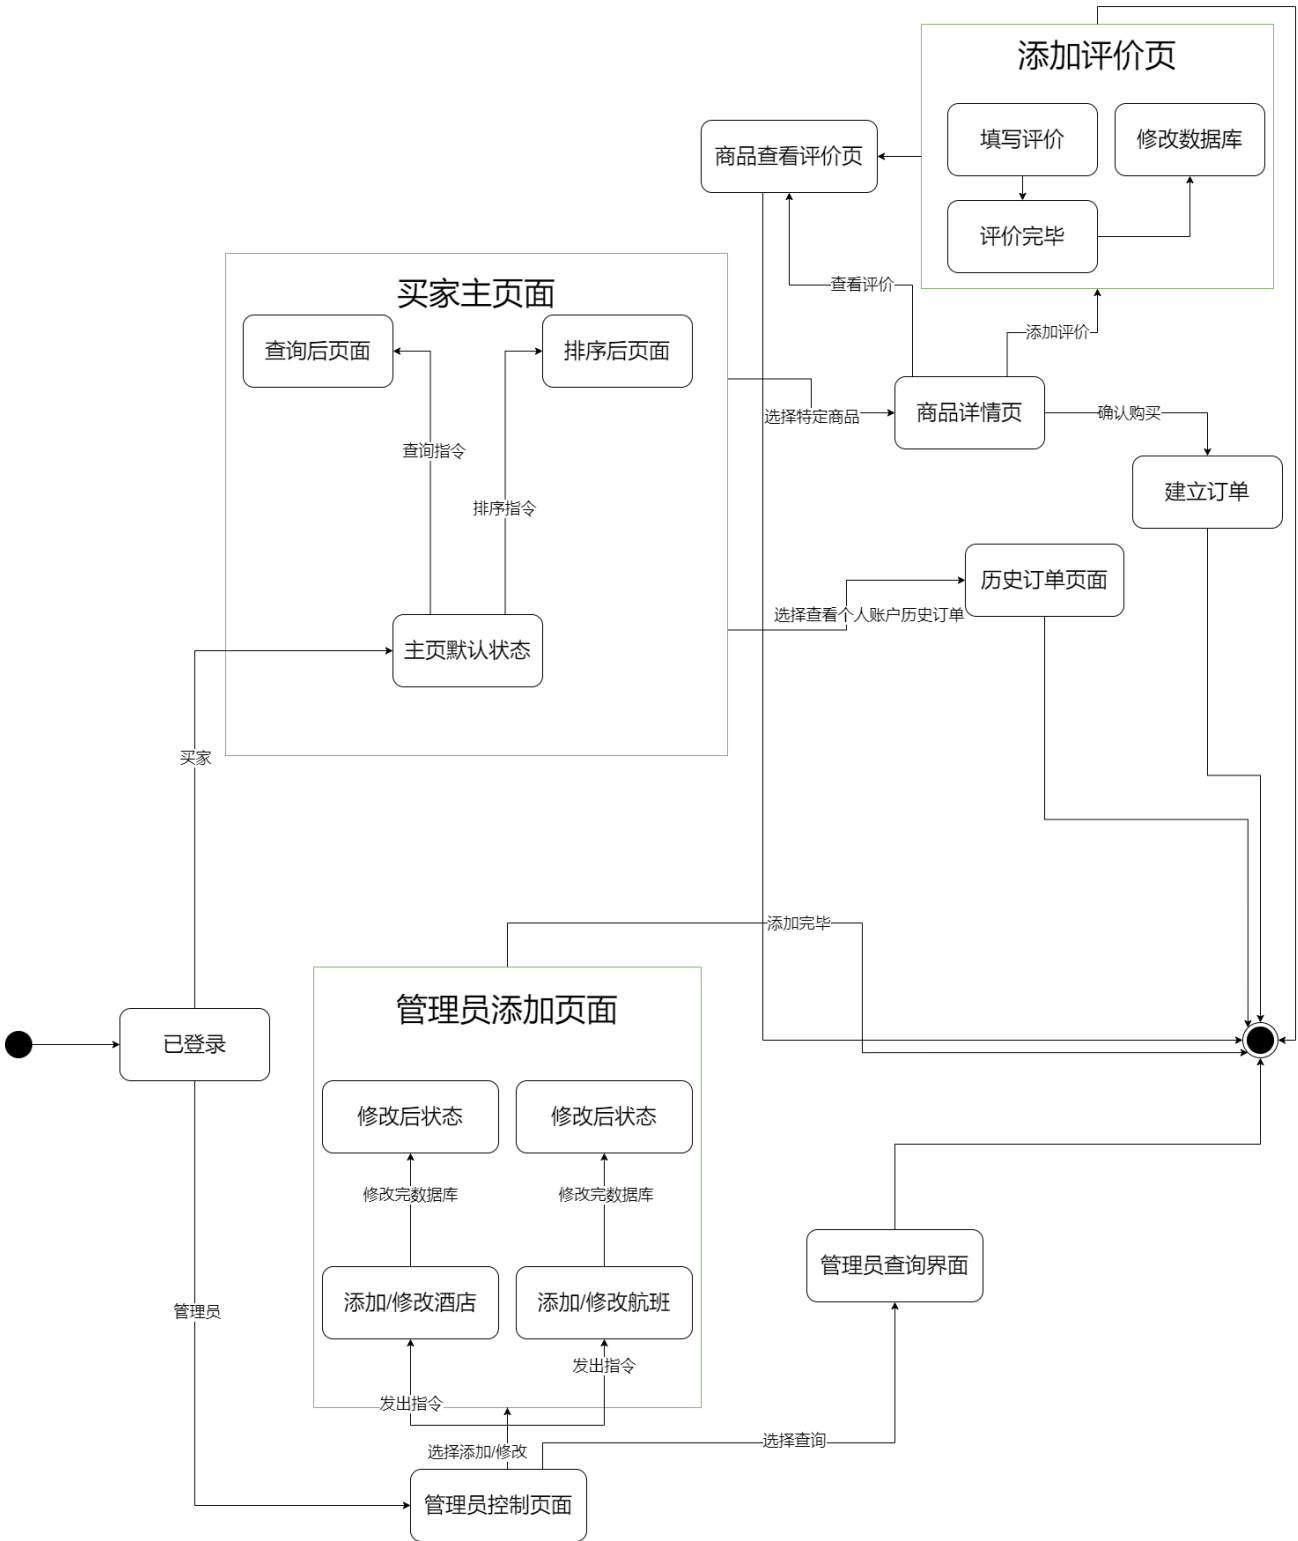 添加评价页
填写评价
修改数据库
商品查看评价页
评价完毕
查看评价
买家主页面
添加评价
查询后页面
排序后页面
选择特定商品
商品详情页
确认购买
查询指令
建立订单
排序指令
历史订单页面
选择查看个人账户历史订单
主页默认状态
买家
添加完毕
管理员添加页面
已登录
修改后状态
修改后状态
修改完数据库
修改完数据库
管理员查询界面
添加/修改酒店
添加/修改航班
管理员
发出指令
发出指令
选择查询
选择添加/修改
管理员控制页面